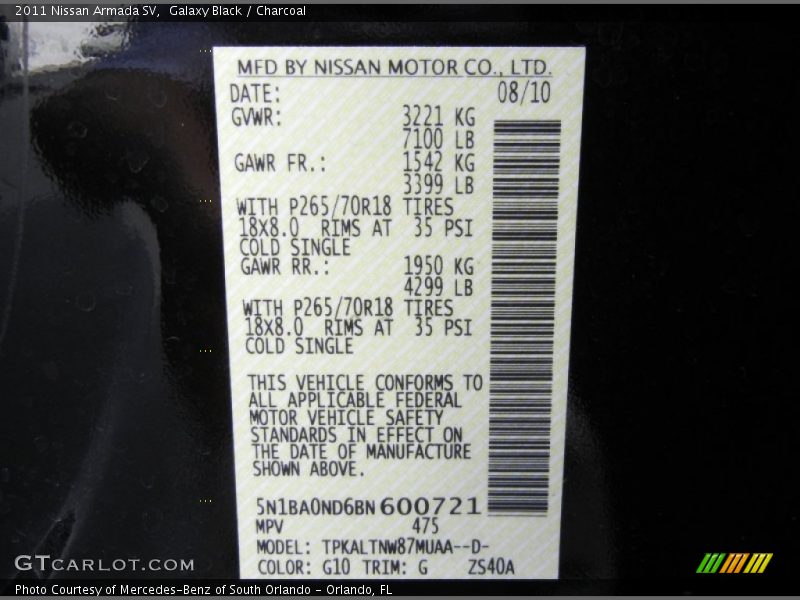 2011 Nissan Armada SV,  Galaxy Black / Charcoal
MFD BY NISSAN MOTOR CO., LTD.
DATE: 08/10
GVWR: 3221 KG
7100 LB
GAWR FR.: 1542 KG
3399 LB
WITH P265/70R18 TIRES
18X8.0 RIMS AT 35 PSI
COLD SINGLE
GAWR RR.: 1950 KG
4299 LB
WITH P265/70R18 TIRES
18X8.0 RIMS AT 35 PSI
COLD SINGLE
THIS VEHICLE CONFORMS TO
ALL APPLICABLE FEDERAL
MOTOR VEHICLE SAFETY
STANDARDS IN EFFECT ON
THE DATE OF MANUFACTURE
SHOWN ABOVE.
5N1BA0ND6BN600721
MPV 475
MODEL: TPKALTNW87MUAA--D-
COLOR: G10 TRIM: G ZS40A
GTCARLOT.COM
Photo Courtesy of Mercedes-Benz of South Orlando - Orlando, FL